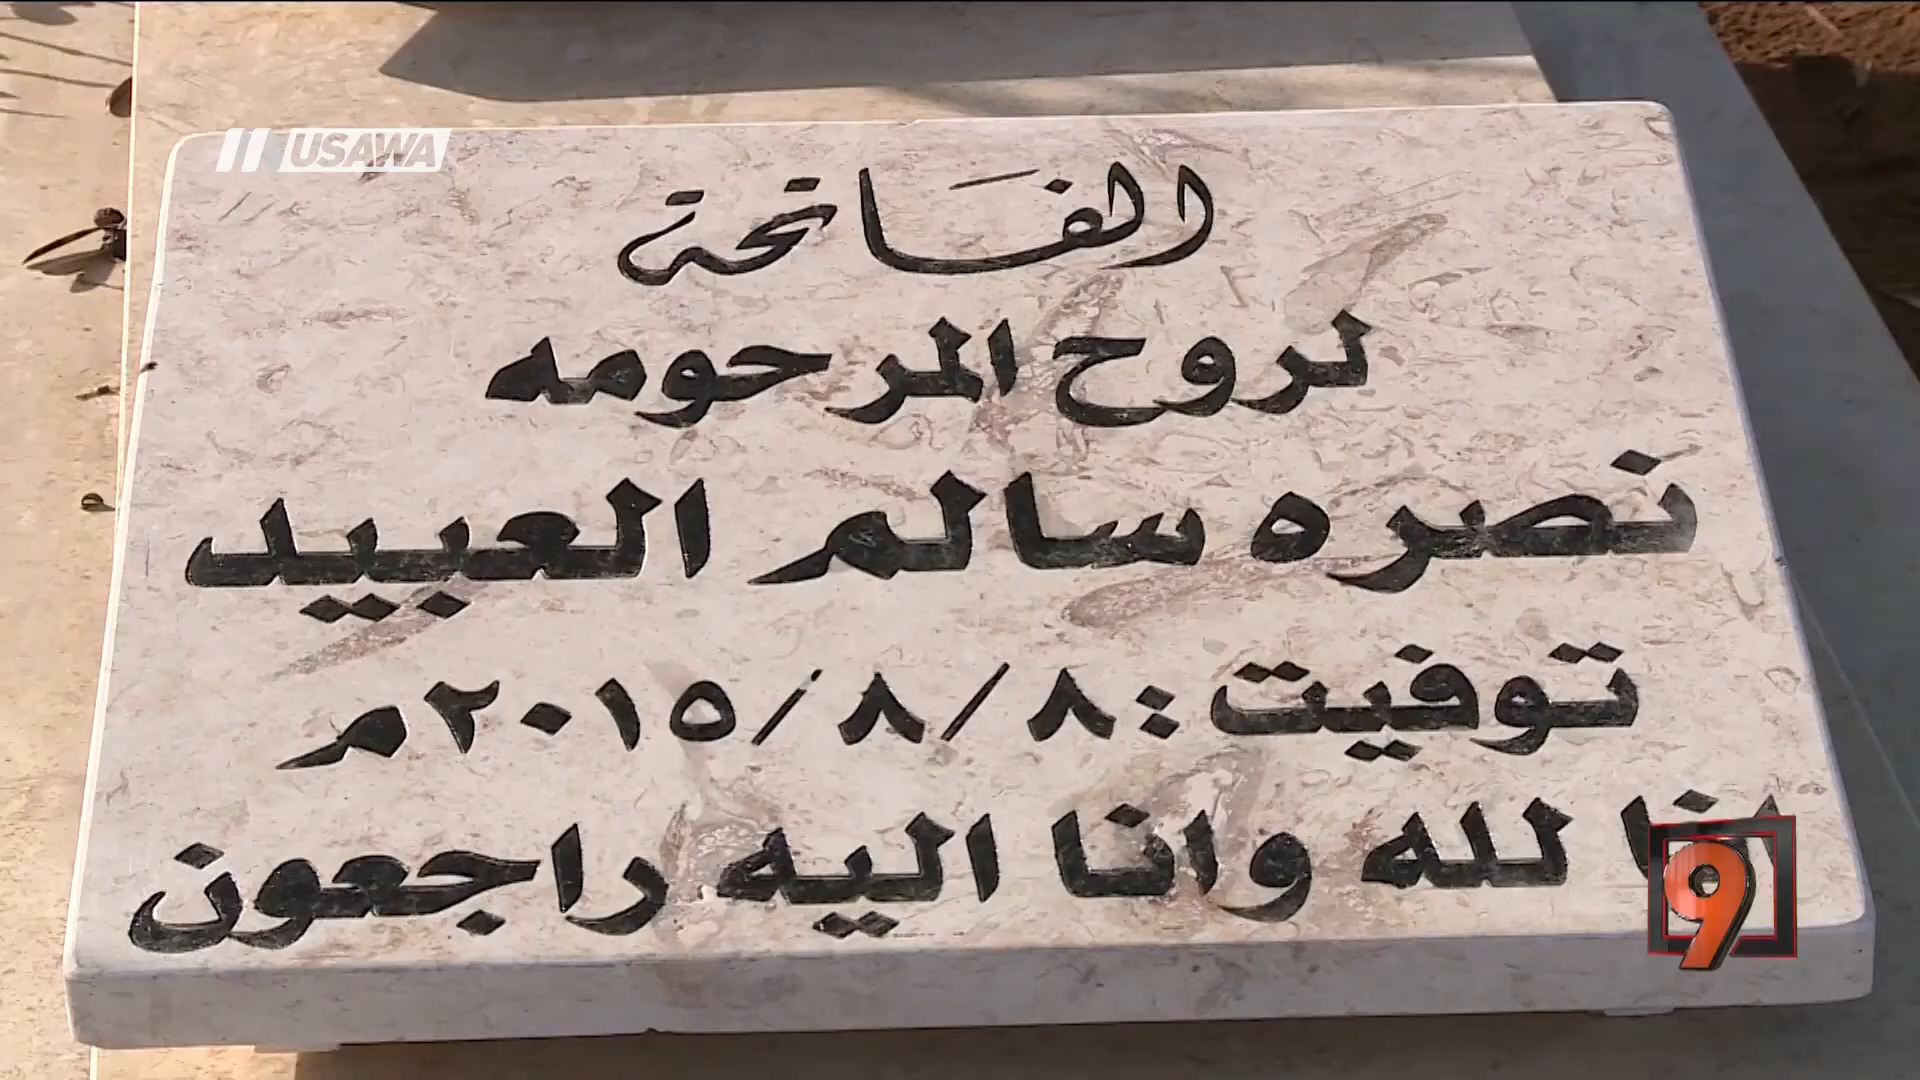 USAWA
الفاتحة
لروح المرحومه
نصره سالم العبيد
توفيت : ٨/٨/٢٠١٥م
انا لله وانا اليه راجعون
9